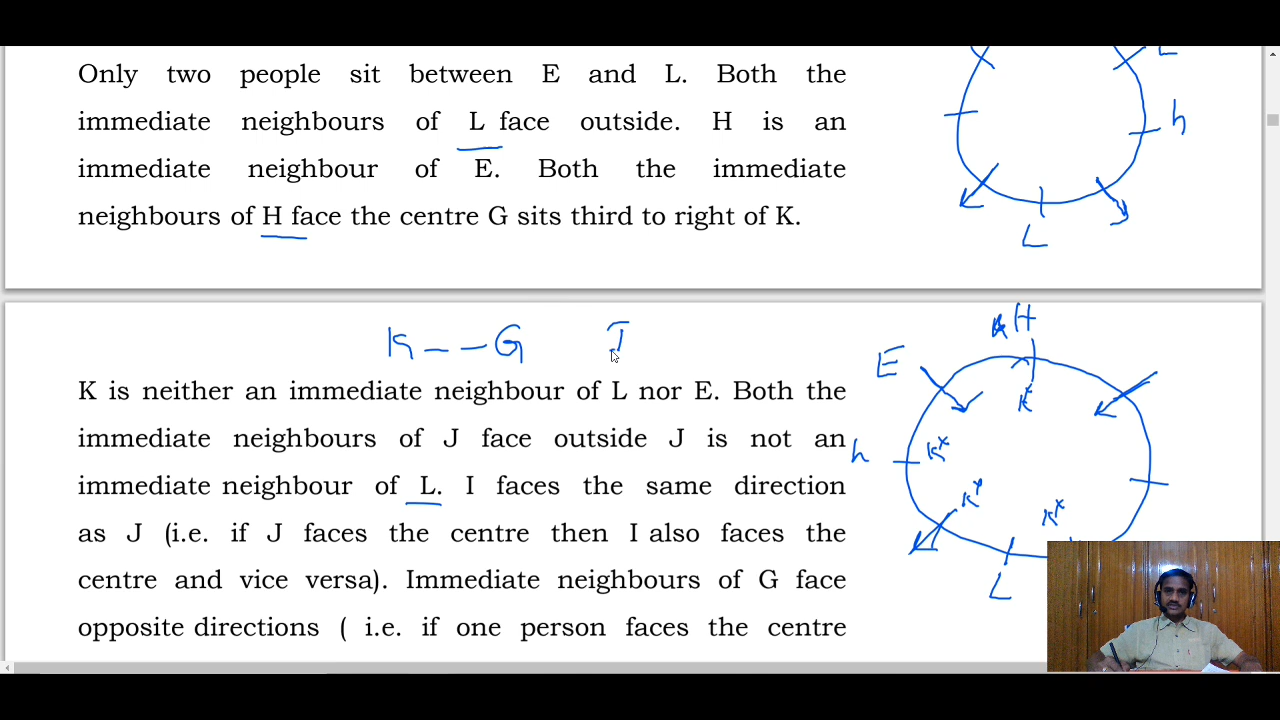 Only two people sit between E and L. Both the
immediate neighbours of L face outside. H is an
immediate neighbour of E. Both the immediate
neighbours of H face the centre G sits third to right of K.
h
L
K _ _ G J
H
E
K
K is neither an immediate neighbour of L nor E. Both the
immediate neighbours of J face outside J is not an
h K
immediate neighbour of L. I faces the same direction
K
K
as J (i.e. if J faces the centre then I also faces the
centre and vice versa). Immediate neighbours of G face
L
opposite directions ( i.e. if one person faces the centre